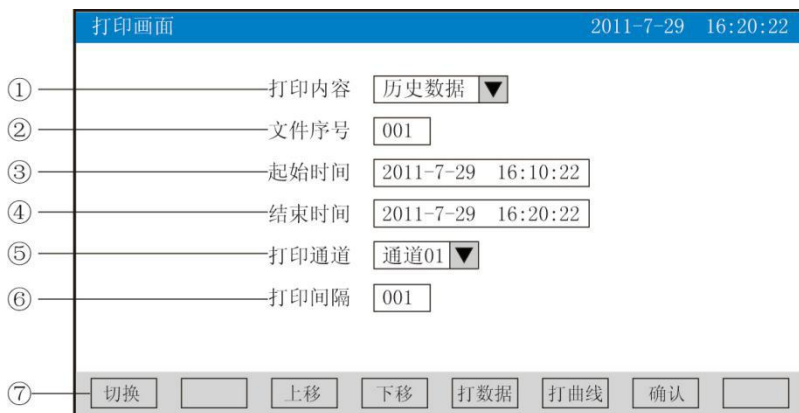 打印画面 2011-7-29 16:20:22
① 打印内容 历史数据 ▼
② 文件序号 001
③ 起始时间 2011-7-29 16:10:22
④ 结束时间 2011-7-29 16:20:22
⑤ 打印通道 通道01 ▼
⑥ 打印间隔 001
⑦ 切换 上移 下移 打数据 打曲线 确认